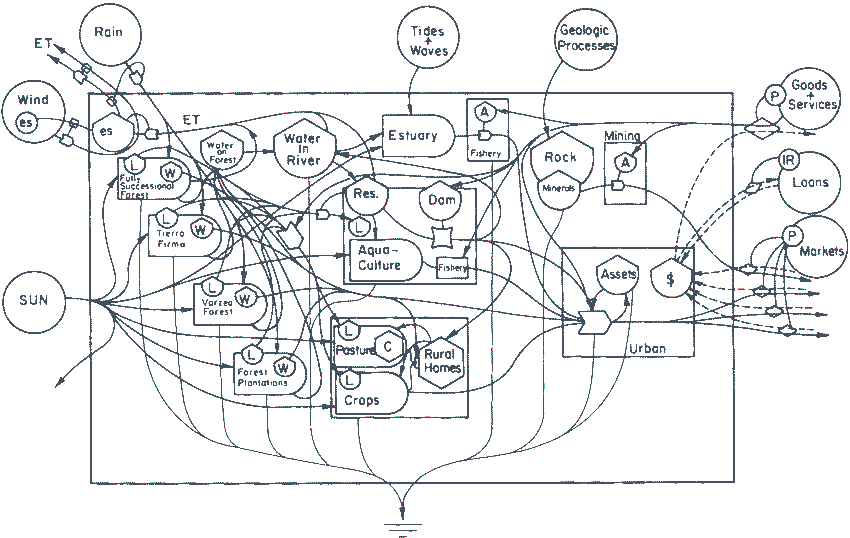 Rain
Tides
+
Waves
Geologic
Processes
ET
Wind
es
es
ET
Water
on
Forest
Water
In
River
Estuary
A
Fishery
Rock
Minerals
Mining
A
P
Goods
+
Services
L
W
Fully
Successional
Forest
L
W
Tierra
Firma
Res.
L
Aqua-
Culture
Dam
Fishery
IR
Loans
P
Markets
SUN
L
W
Varzea
Forest
Assets
$
Urban
L
W
Forest
Plantations
L
Pasture
C
Rural
Homes
L
Crops